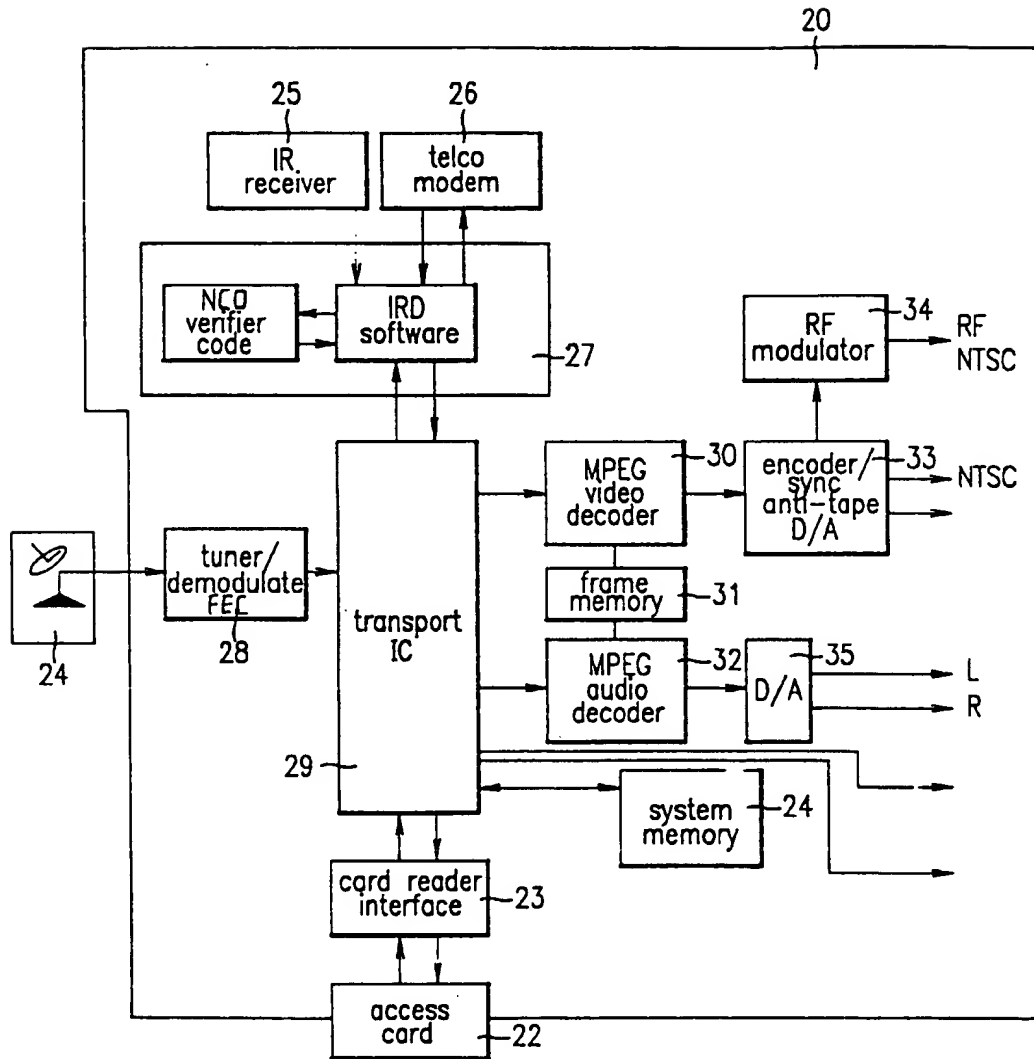 20
25
26
IR
receiver
telco
modem
NCO
verifier
code
IRD
software
27
34
RF
modulator
RF
NTSC
30
MPEG
video
decoder
encoder/
sync
anti-tape
D/A
33
NTSC
tuner/
demodulate
FEC
28
24
transport
IC
29
frame
memory
31
MPEG
audio
decoder
32
D/A
35
L
R
system
memory
24
card reader
interface
23
access
card
22